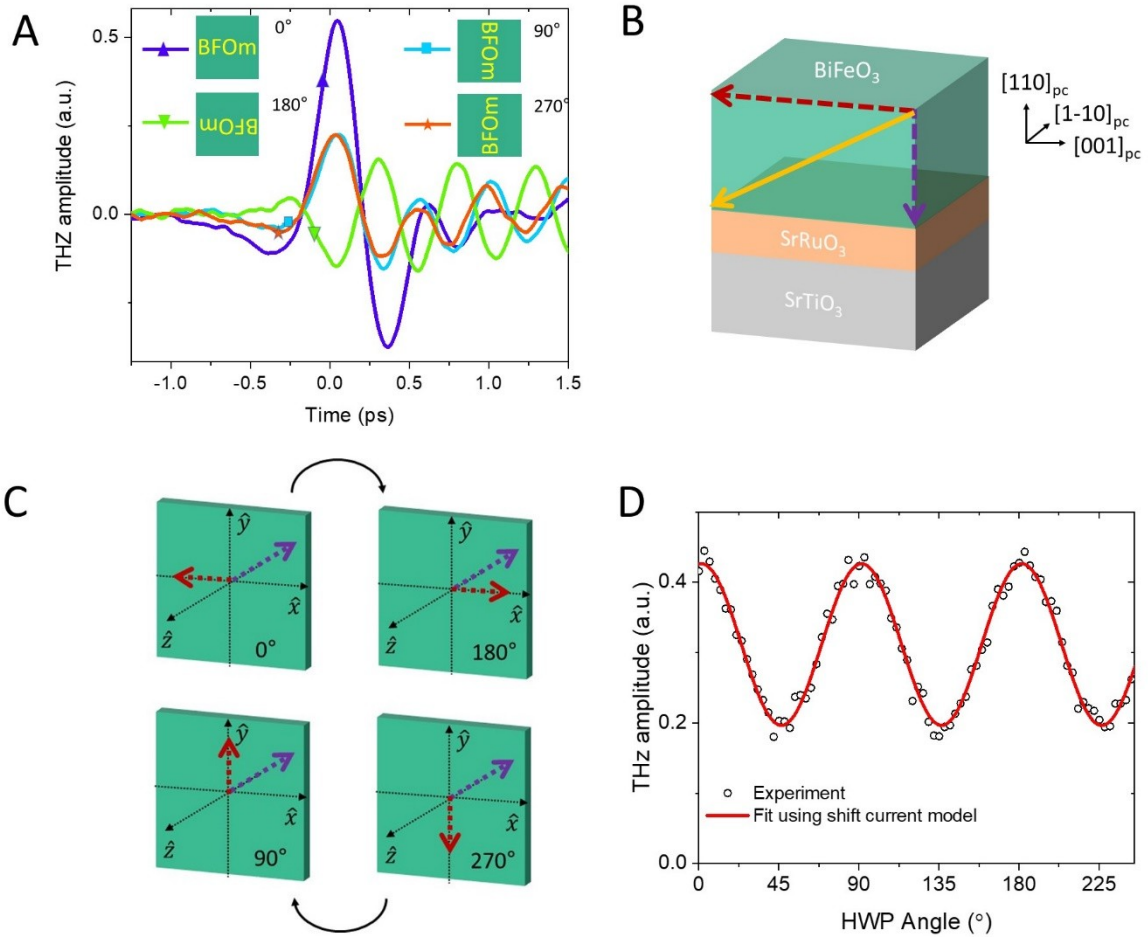 A
THZ amplitude (a.u.)
0.5
0.0
-1.0
-0.5
0.0
0.5
1.0
1.5
Time (ps)
BFOm
0°
BFOm
180°
BFOm
90°
BFOm
270°
B
BiFeO₃
SrRuO₃
SrTiO₃
[110]pc
[1-10]pc
[001]pc
C
ŷ
x̂
ẑ
0°
ŷ
x̂
ẑ
180°
ŷ
x̂
ẑ
90°
ŷ
x̂
ẑ
270°
D
THz amplitude (a.u.)
0.4
0.2
0.0
Experiment
Fit using shift current model
0
45
90
135
180
225
HWP Angle (°)